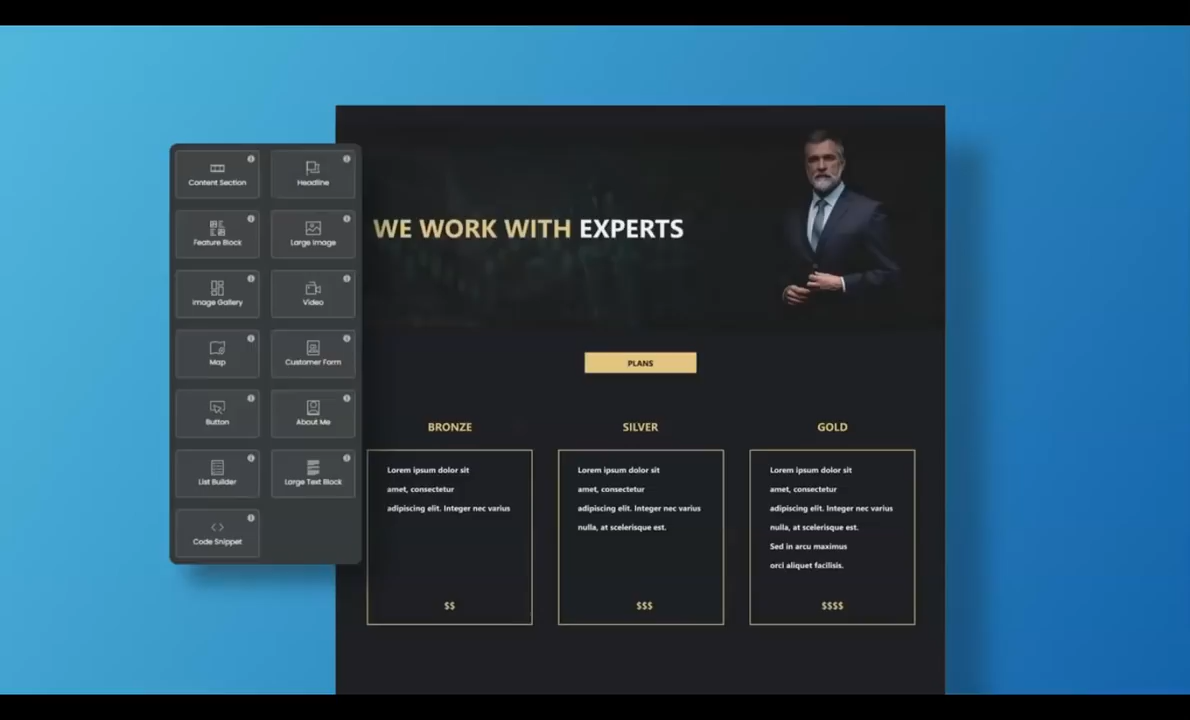 Content Section
Headline
Feature Block
Large Image
Image Gallery
Video
Map
Customer Form
Button
About Me
List Builder
Large Text Block
Code Snippet
WE WORK WITH EXPERTS
PLANS
BRONZE
Lorem ipsum dolor sit
amet, consectetur
adipiscing elit. Integer nec varius
$$
SILVER
Lorem ipsum dolor sit
amet, consectetur
adipiscing elit. Integer nec varius
nulla, at scelerisque est.
$$$
GOLD
Lorem ipsum dolor sit
amet, consectetur
adipiscing elit. Integer nec varius
nulla, at scelerisque est.
Sed in arcu maximus
orci aliquet facilisis.
$$$$